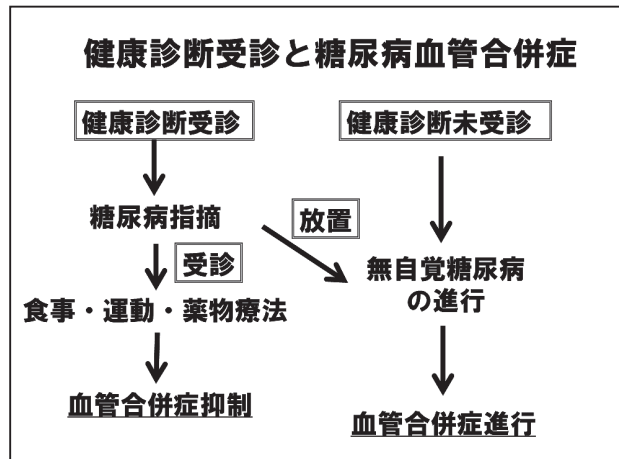 健康診断受診と糖尿病血管合併症
健康診断受診
健康診断未受診
糖尿病指摘
放置
受診
無自覚糖尿病
の進行
食事・運動・薬物療法
血管合併症抑制
血管合併症進行